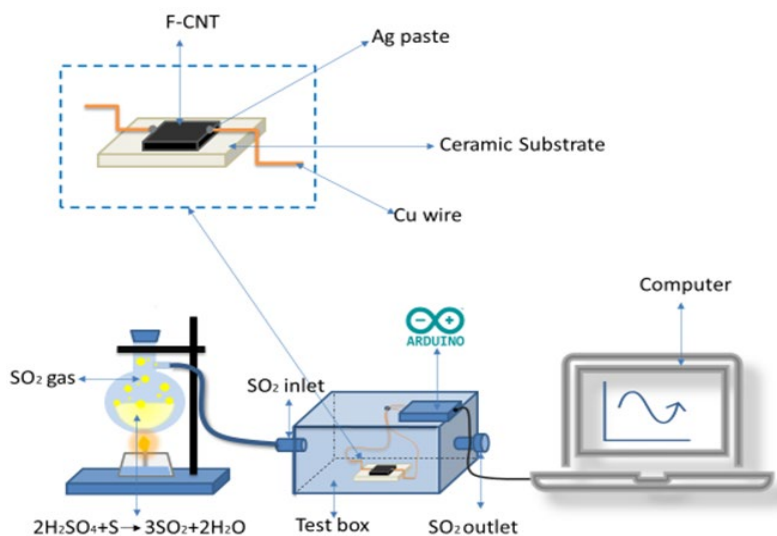 F-CNT
Ag paste
Ceramic Substrate
Cu wire
Computer
ARDUINO
SO₂ gas
SO₂ inlet
2H₂SO₄+S→3SO₂+2H₂O
Test box
SO₂ outlet